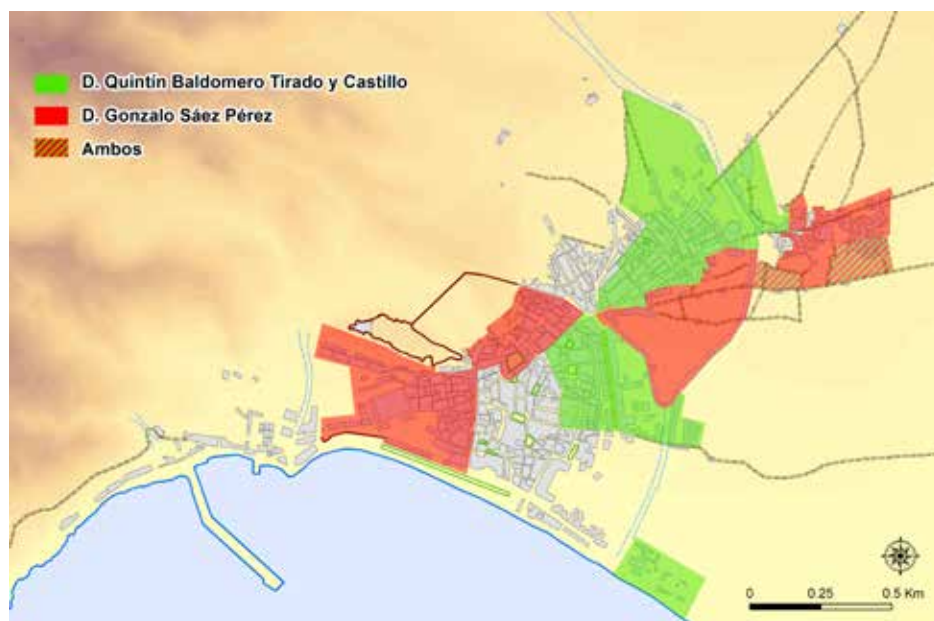 D. Quintín Baldomero Tirado y Castillo
D. Gonzalo Sáez Pérez
Ambos
0 0.25 0.5 Km